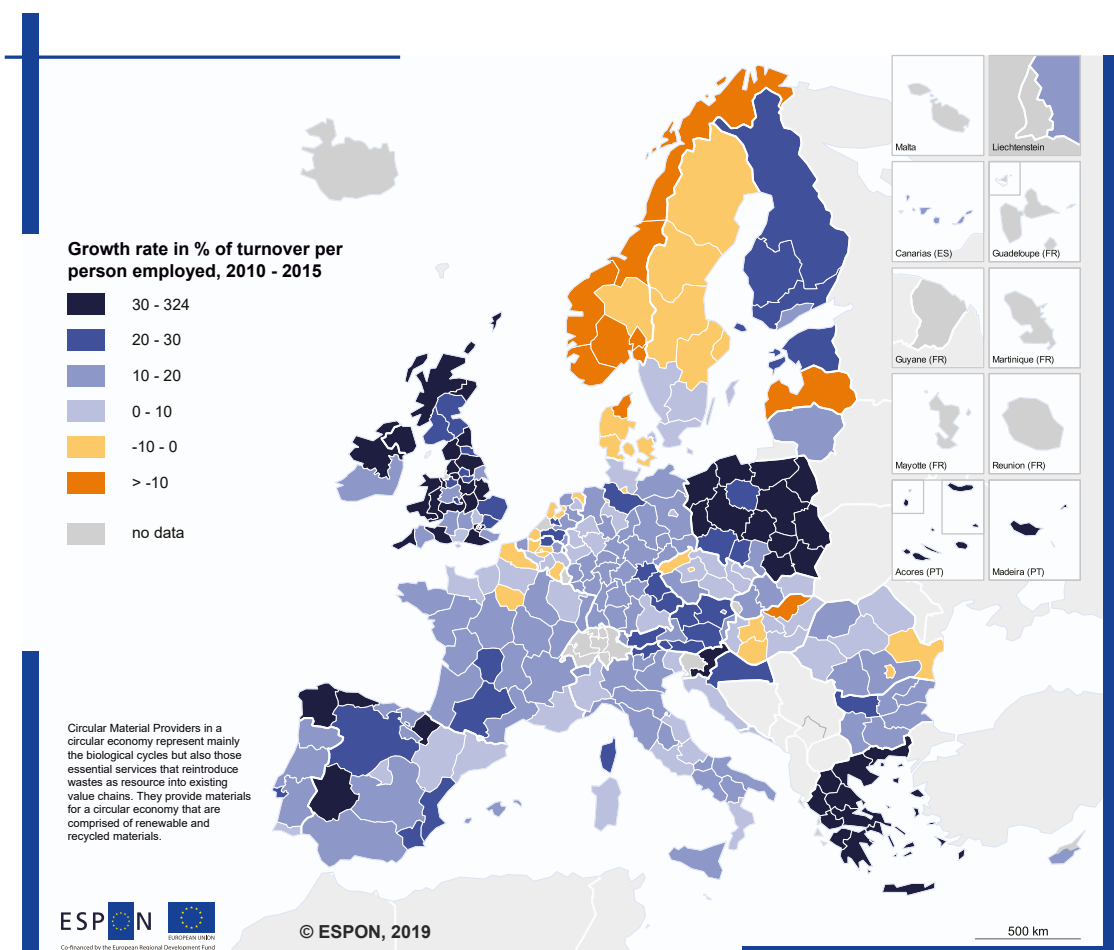 Growth rate in % of turnover per
person employed, 2010 - 2015
30 - 324
20 - 30
10 - 20
0 - 10
-10 - 0
> -10
no data
Malta
Liechtenstein
Canarias (ES)
Guadeloupe (FR)
Guyane (FR)
Martinique (FR)
Mayotte (FR)
Reunion (FR)
Acores (PT)
Madeira (PT)
Circular Material Providers in a
circular economy represent mainly
the biological cycles but also those
essential services that reintroduce
wastes as resource into existing
value chains. They provide materials
for a circular economy that are
comprised of renewable and
recycled materials.
ESPON
EUROPEAN UNION
Co-financed by the European Regional Development Fund
© ESPON, 2019
500 km